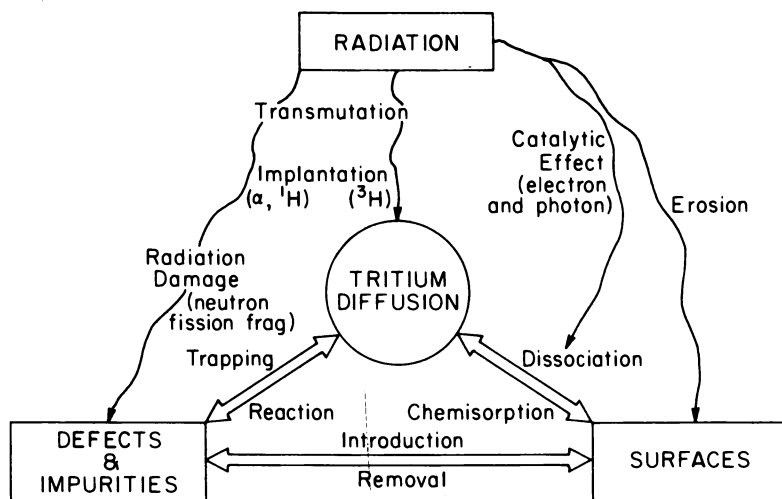 RADIATION
Transmutation
Implantation
(α, ¹H) (³H)
Catalytic
Effect
(electron
and photon)
Erosion
Radiation
Damage
(neutron
fission frag)
TRITIUM
DIFFUSION
Trapping
Dissociation
Reaction
Chemisorption
DEFECTS
&
IMPURITIES
Introduction
Removal
SURFACES